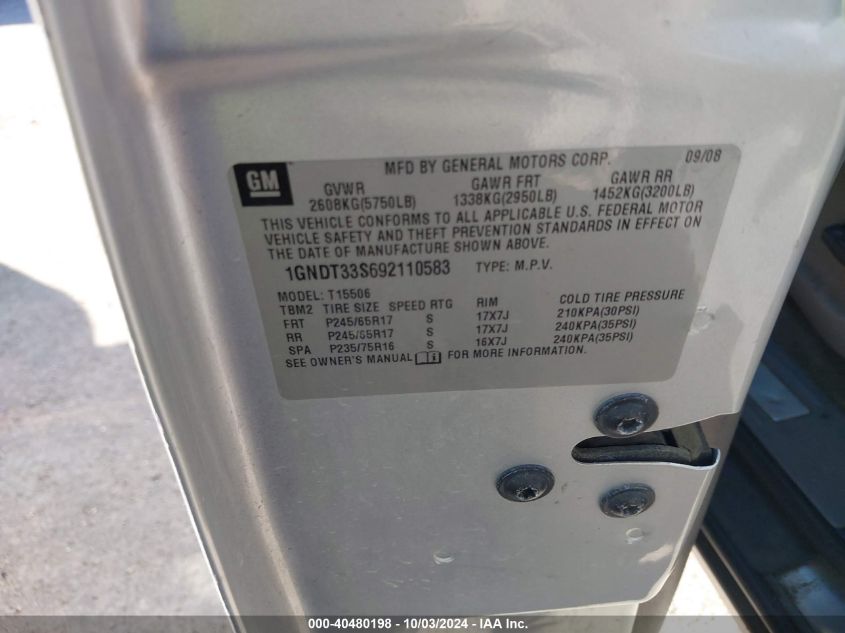 GM
MFD BY GENERAL MOTORS CORP. 09/08
GVWR GAWR FRT GAWR RR
2608KG(5750LB) 1338KG(2950LB) 1452KG(3200LB)
THIS VEHICLE CONFORMS TO ALL APPLICABLE U.S. FEDERAL MOTOR
VEHICLE SAFETY AND THEFT PREVENTION STANDARDS IN EFFECT ON
THE DATE OF MANUFACTURE SHOWN ABOVE.
1GNDT33S692110583 TYPE: M.P.V.
MODEL: T15506
TBM2 TIRE SIZE SPEED RTG RIM COLD TIRE PRESSURE
FRT P245/65R17 S 17X7J 210KPA(30PSI)
RR P245/65R17 S 17X7J 240KPA(35PSI)
SPA P235/75R16 S 16X7J 240KPA(35PSI)
SEE OWNER'S MANUAL FOR MORE INFORMATION.
000-40480198 - 10/03/2024 - IAA Inc.